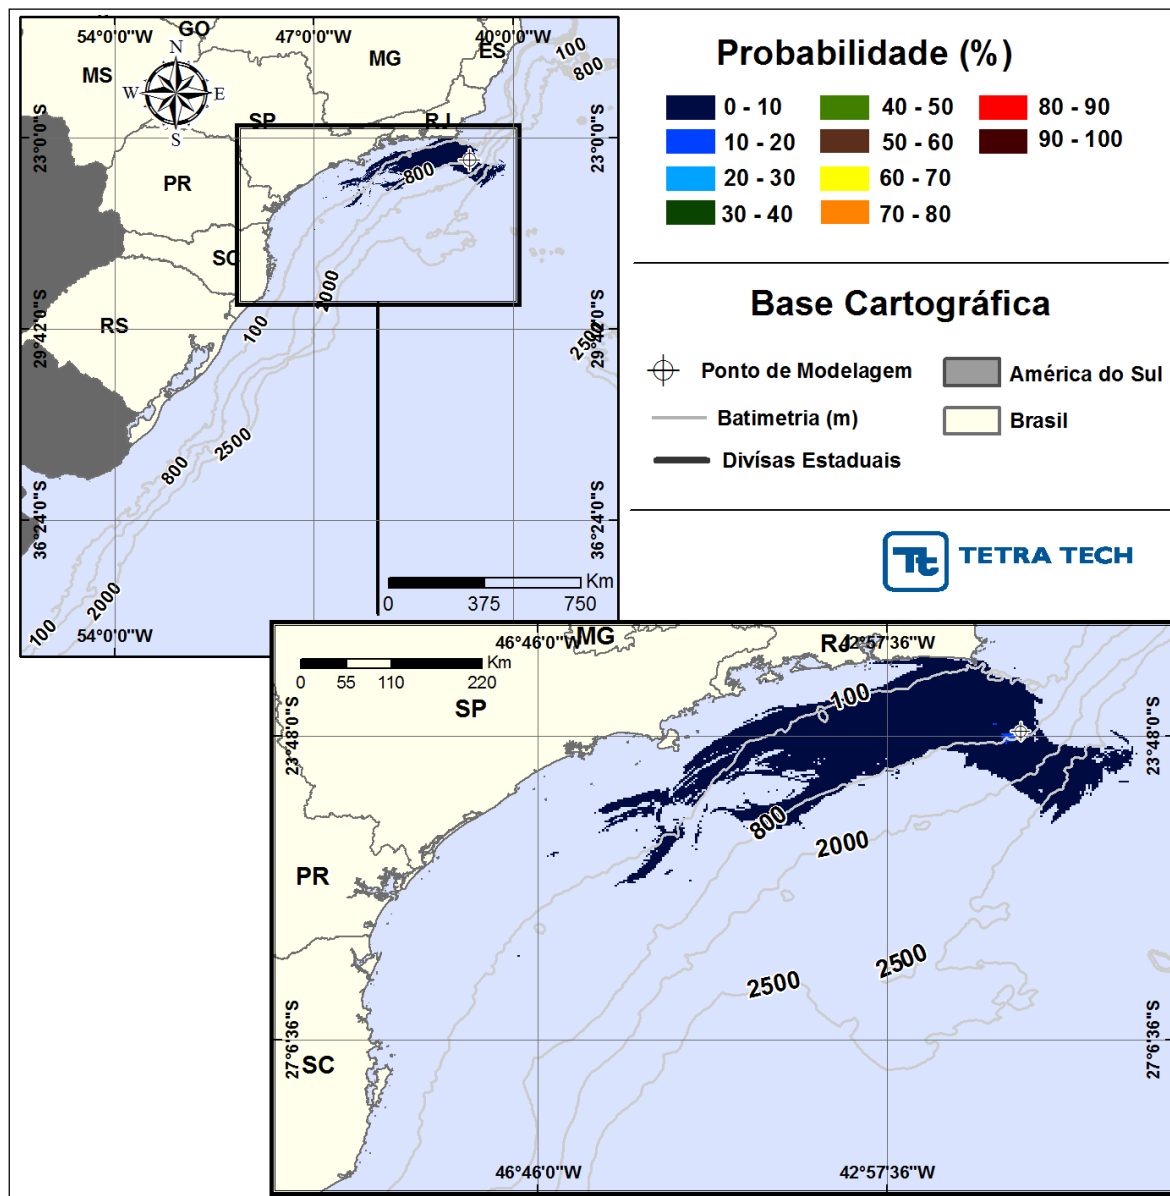 54°0'0"W
47°0'0"W
40°0'0"W
GO
N
W
E
S
MS
MG
ES
100
800
SP
RJ
23°0'0"S
23°0'0"S
PR
800
SC
2000
100
RS
29°42'0"S
29°42'0"S
2500
2500
800
36°24'0"S
36°24'0"S
2000
100
54°0'0"W
Km
0 375 750
Probabilidade (%)
0 - 10
10 - 20
20 - 30
30 - 40
40 - 50
50 - 60
60 - 70
70 - 80
80 - 90
90 - 100
Base Cartográfica
Ponto de Modelagem
Batimetria (m)
Divísas Estaduais
América do Sul
Brasil
Tt TETRA TECH
46°46'0"W
MG
RJ
42°57'36"W
Km
0 55 110 220
SP
100
23°48'0"S
23°48'0"S
800
2000
PR
2500
2500
27°6'36"S
27°6'36"S
SC
46°46'0"W
42°57'36"W